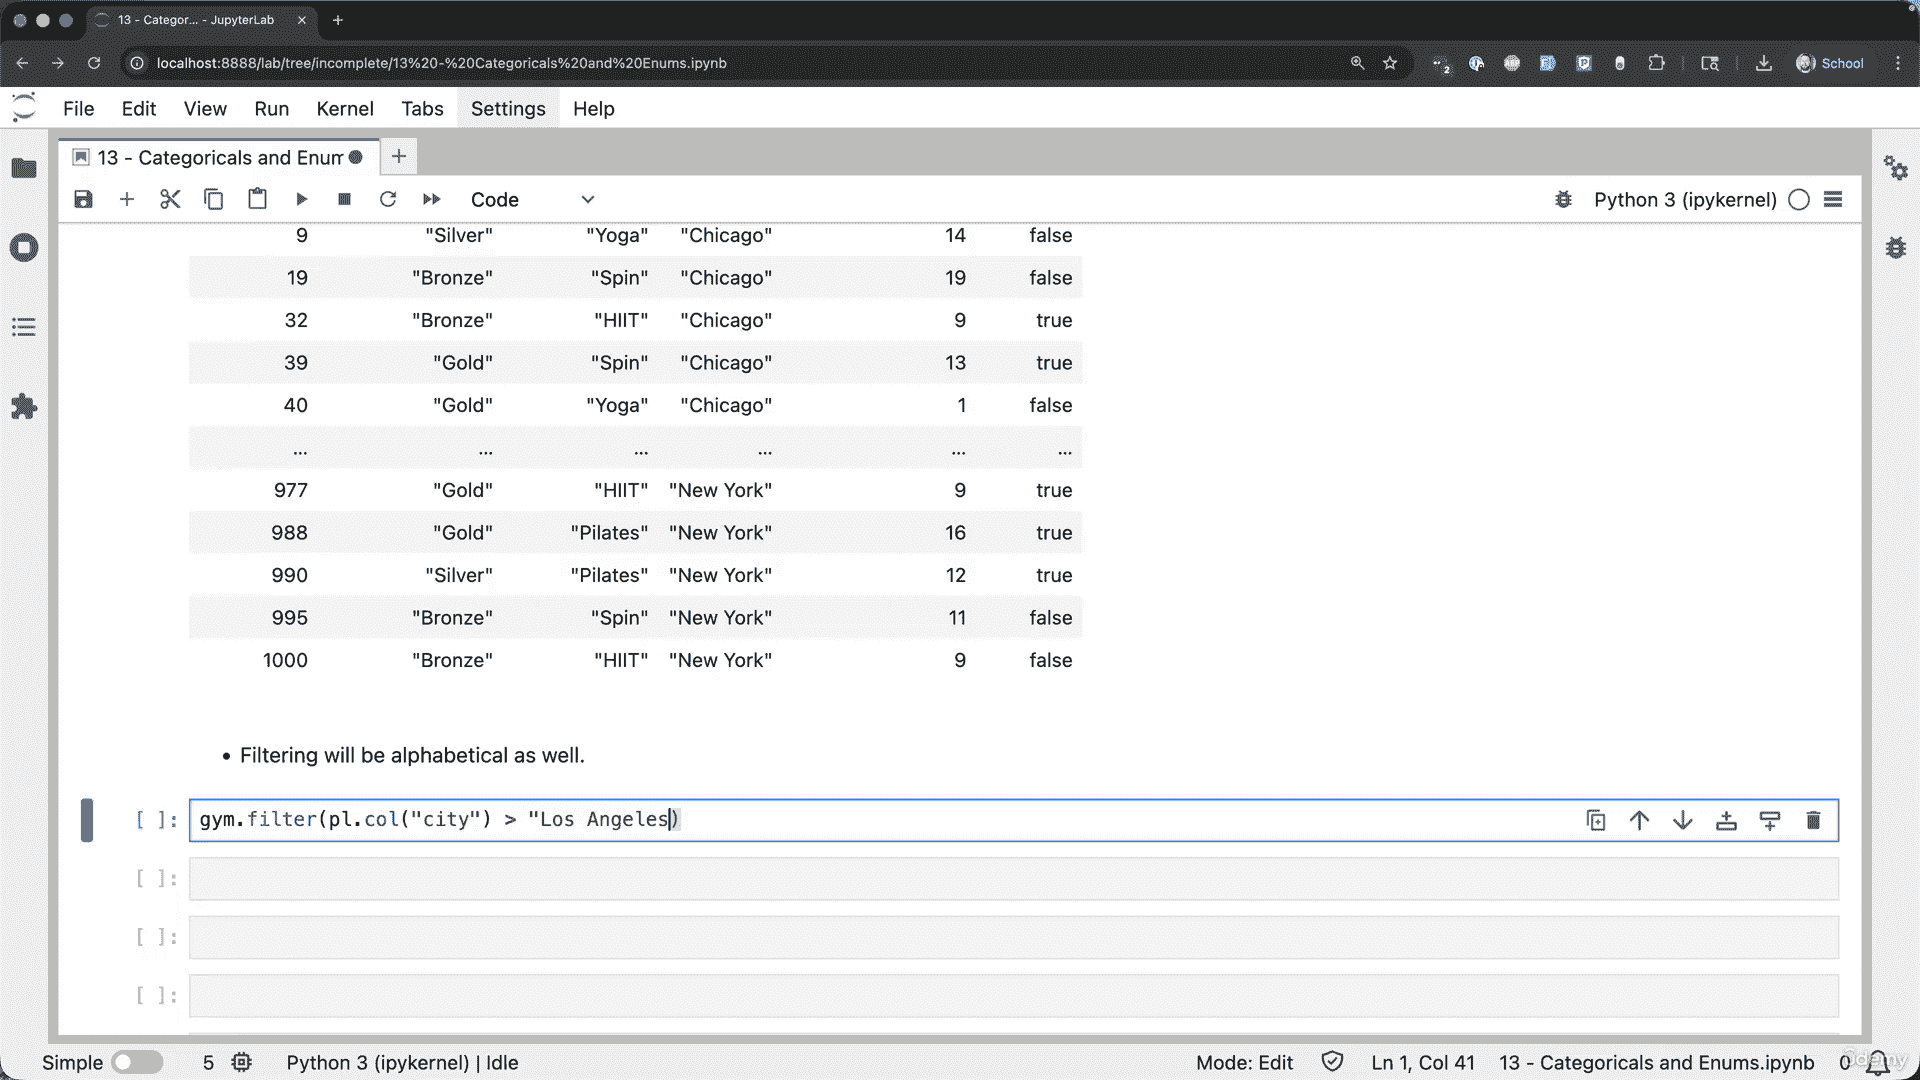 13 - Categor... - JupyterLab
localhost:8888/lab/tree/incomplete/13%20-%20Categoricals%20and%20Enums.ipynb
2
School
File Edit View Run Kernel Tabs Settings Help
13 - Categoricals and Enum
Code
Python 3 (ipykernel)
9 "Silver" "Yoga" "Chicago" 14 false
19 "Bronze" "Spin" "Chicago" 19 false
32 "Bronze" "HIIT" "Chicago" 9 true
39 "Gold" "Spin" "Chicago" 13 true
40 "Gold" "Yoga" "Chicago" 1 false
... ... ... ... ... ...
977 "Gold" "HIIT" "New York" 9 true
988 "Gold" "Pilates" "New York" 16 true
990 "Silver" "Pilates" "New York" 12 true
995 "Bronze" "Spin" "New York" 11 false
1000 "Bronze" "HIIT" "New York" 9 false
• Filtering will be alphabetical as well.
[ ]: gym.filter(pl.col("city") > "Los Angeles)
[ ]:
[ ]:
[ ]:
Simple 5 Python 3 (ipykernel) | Idle Mode: Edit Ln 1, Col 41 13 - Categoricals and Enums.ipynb 0
Udemy